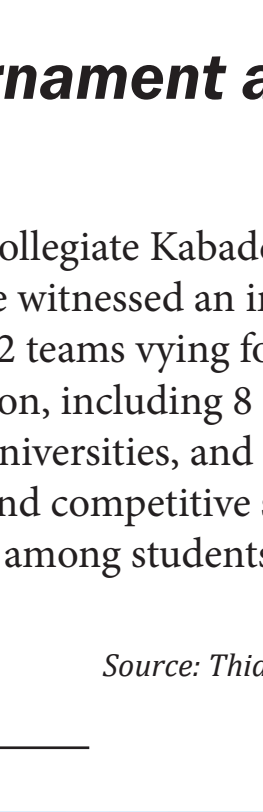 rnament a
ollegiate Kabad
e witnessed an i
2 teams vying fo
on, including 8
niversities, and
nd competitive
among students
Source: Thia